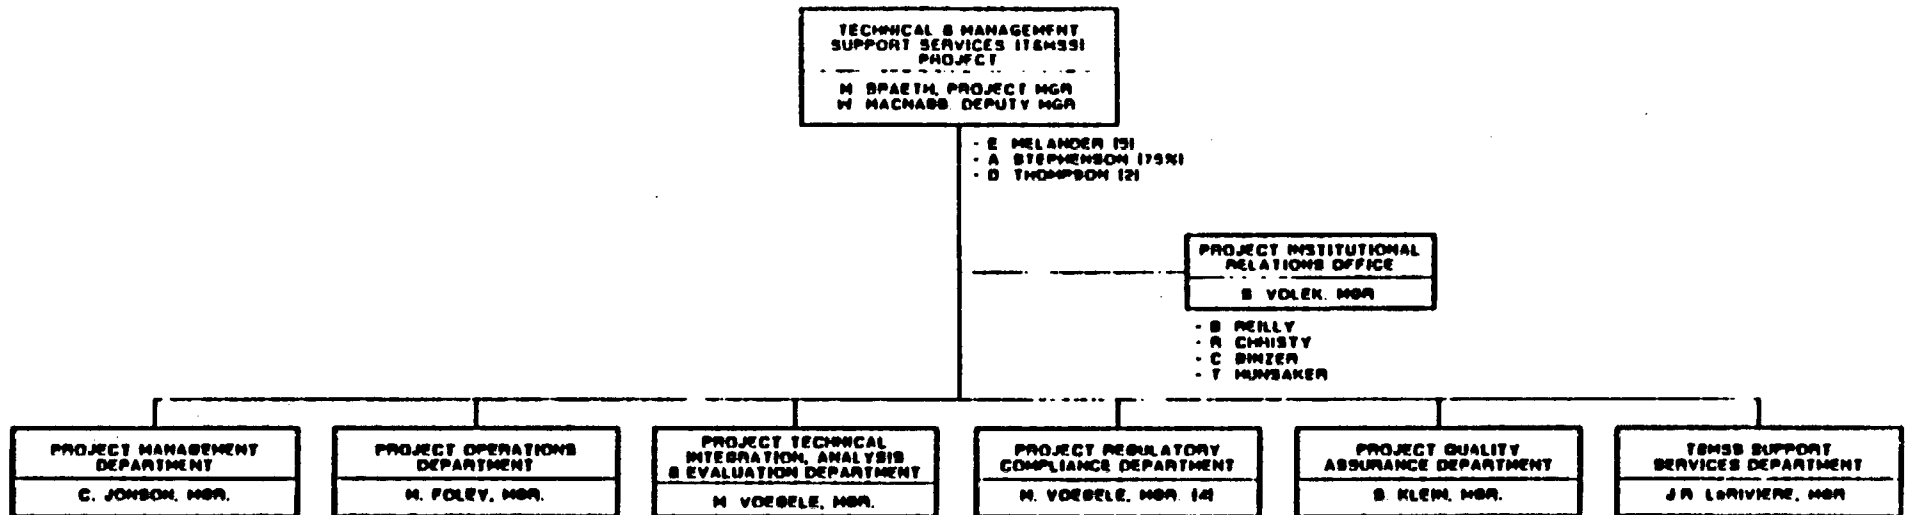 TECHNICAL & MANAGEMENT
SUPPORT SERVICES (T&MSS)
PROJECT
M SPAETH, PROJECT MGR
W MACNABB DEPUTY MGR
- E MELANDER (5)
- A STEPHENSON (75%)
- D THOMPSON (2)
PROJECT INSTITUTIONAL
RELATIONS OFFICE
B VOLEK, MGR
- B REILLY
- R CHRISTY
- C BINZER
- T HUNSAKER
PROJECT MANAGEMENT
DEPARTMENT
C. JONSON, MGR.
PROJECT OPERATIONS
DEPARTMENT
M. FOLEY, MGR.
PROJECT TECHNICAL
INTEGRATION, ANALYSIS
& EVALUATION DEPARTMENT
M VOEGELE, MGR.
PROJECT REGULATORY
COMPLIANCE DEPARTMENT
M. VOEGELE, MGR. (4)
PROJECT QUALITY
ASSURANCE DEPARTMENT
S. KLEIN, MGR.
T&MSS SUPPORT
SERVICES DEPARTMENT
J.R. LaRIVIERE, MGR